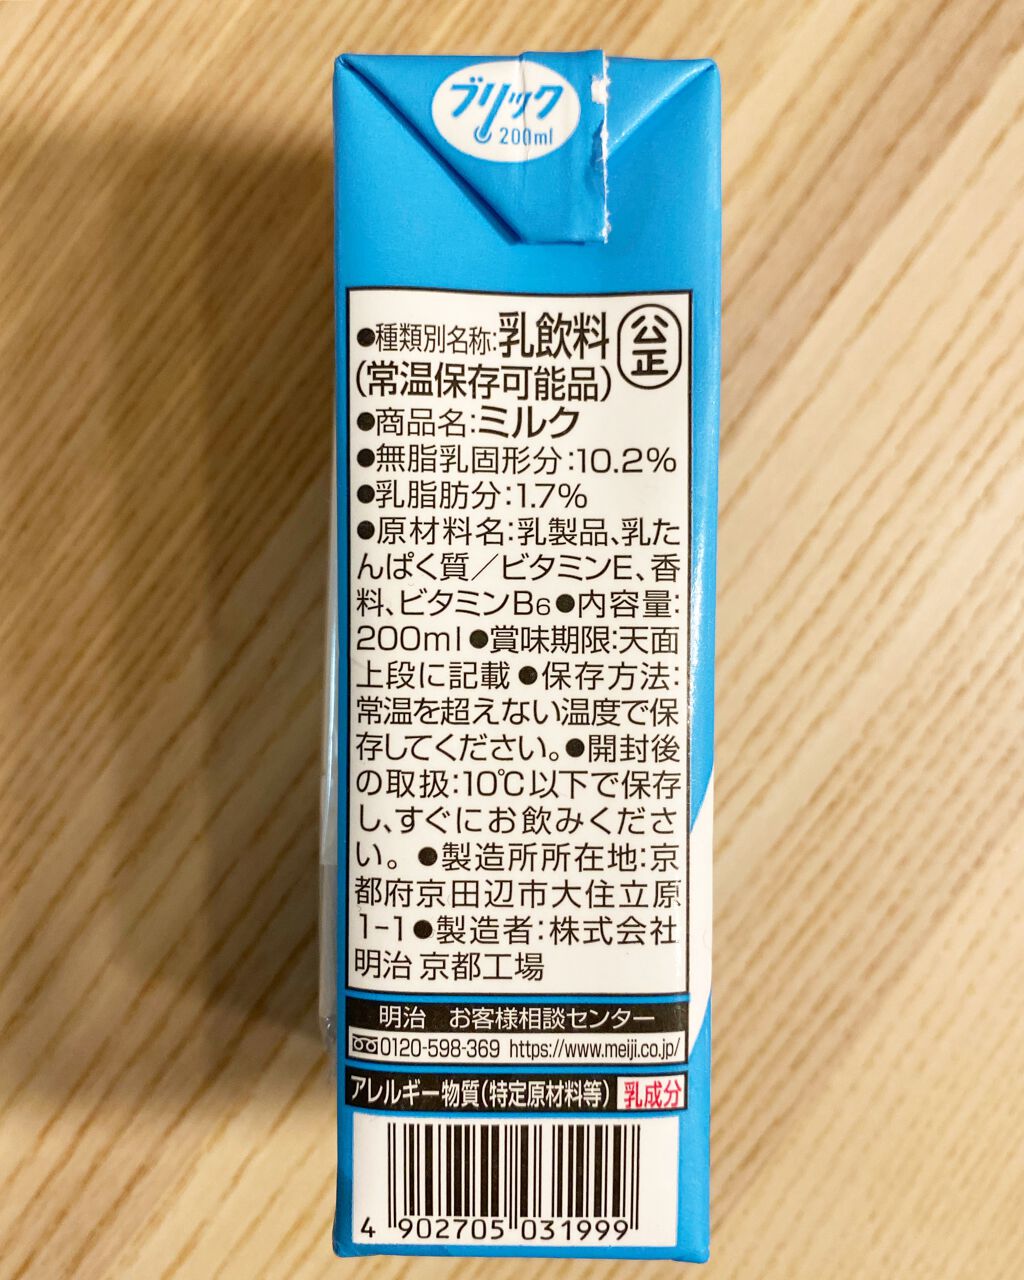 ブリック
200ml
●種類別名称:乳飲料
公正
(常温保存可能品)
●商品名:ミルク
●無脂乳固形分:10.2%
●乳脂肪分:1.7%
●原材料名:乳製品、乳た
んぱく質／ビタミンE、香
料、ビタミンB6●内容量:
200ml●賞味期限:天面
上段に記載●保存方法:
常温を超えない温度で保
存してください。●開封後
の取扱:10℃以下で保存
し、すぐにお飲みくださ
い。●製造所所在地:京
都府京田辺市大住立原
1-1●製造者:株式会社
明治 京都工場
明治 お客様相談センター
0120-598-369 https://www.meiji.co.jp/
アレルギー物質(特定原材料等) 乳成分
4 902705 031999